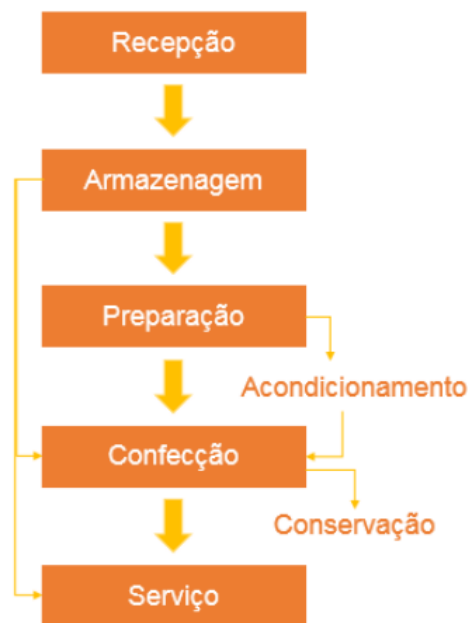 Recepção
Armazenagem
Preparação
Acondicionamento
Confecção
Conservação
Serviço